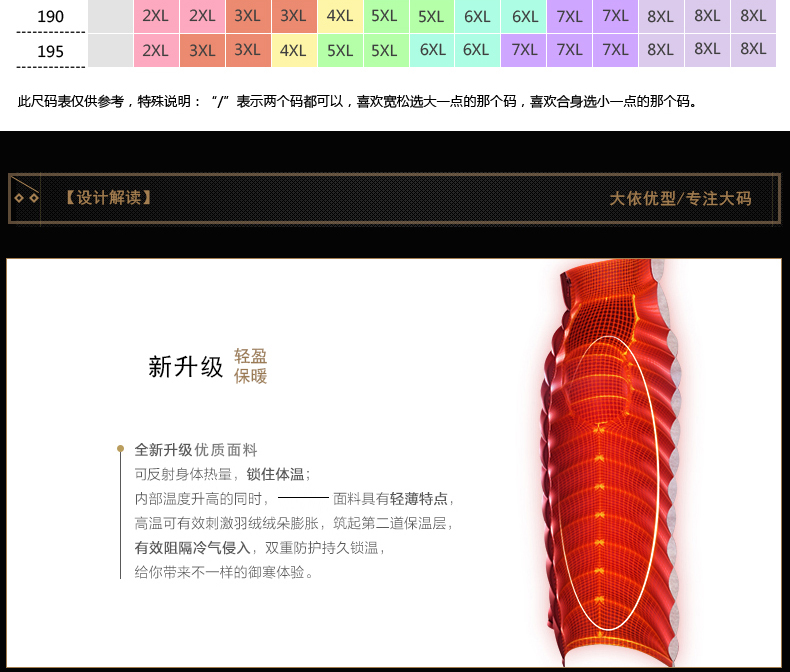 190 2XL 2XL 3XL 3XL 4XL 5XL 5XL 6XL 6XL 7XL 7XL 8XL 8XL 8XL
195 2XL 3XL 3XL 4XL 5XL 5XL 6XL 6XL 7XL 7XL 7XL 8XL 8XL 8XL
此尺码表仅供参考，特殊说明：“/”表示两个码都可以，喜欢宽松选大一点的那个码，喜欢合身选小一点的那个码。
【设计解读】 大依优型/专注大码
新升级 轻盈
保暖
全新升级优质面料
可反射身体热量，锁住体温；
内部温度升高的同时，——面料具有轻薄特点，
高温可有效刺激羽绒绒朵膨胀，筑起第二道保温层，
有效阻隔冷气侵入，双重防护持久锁温，
给你带来不一样的御寒体验。